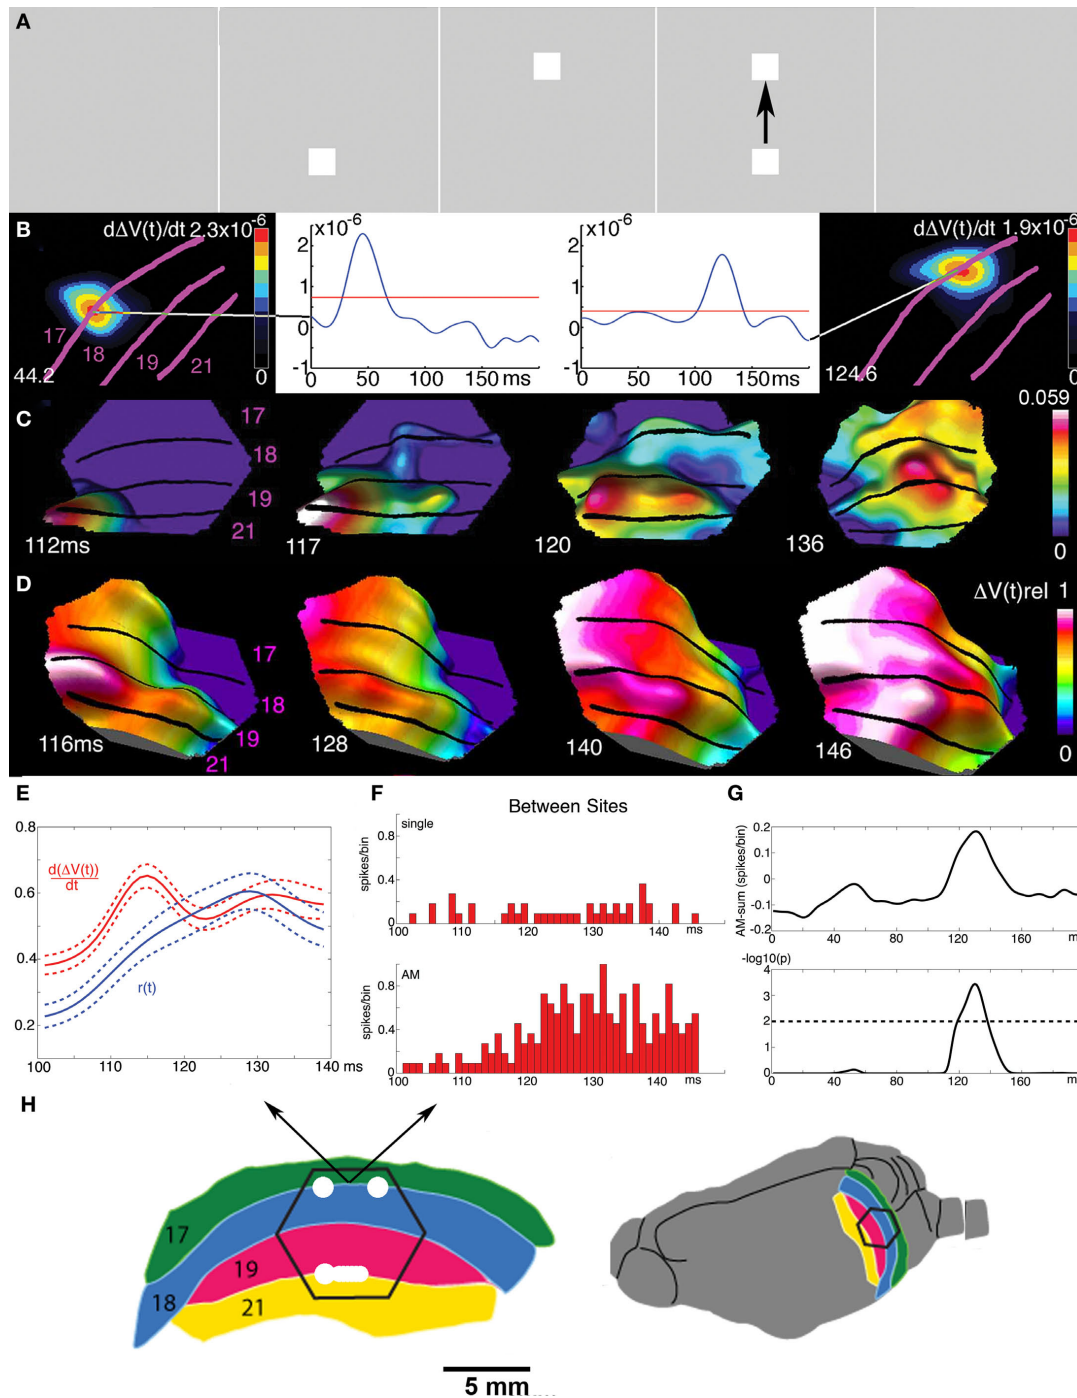 A
B
dΔV(t)/dt 2.3x10-6
17
18
19
21
44.2
0
x10-6
2
1
0
-1
0 50 100 150 ms
x10-6
2
1
0
-1
0 50 100 150 ms
dΔV(t)/dt 1.9x10-6
124.6
0
C
17
18
19
21
112ms
117
120
136
0.059
0
D
17
18
19
21
116ms
128
140
146
ΔV(t)rel 1
0
E
0.8
0.6
0.4
0.2
d(ΔV(t))
dt
r(t)
100 110 120 130 140 ms
F
Between Sites
single
spikes/bin
0.8
0.4
0
100 110 120 130 140 ms
AM
spikes/bin
0.8
0.4
0
100 110 120 130 140 ms
G
AM-sum (spikes/bin)
0.2
0.1
0
-0.1
-0.2
0 40 80 120 160 m
-log10(p)
4
3
2
1
0
0 40 80 120 160 m
H
17
18
19
21
5 mm